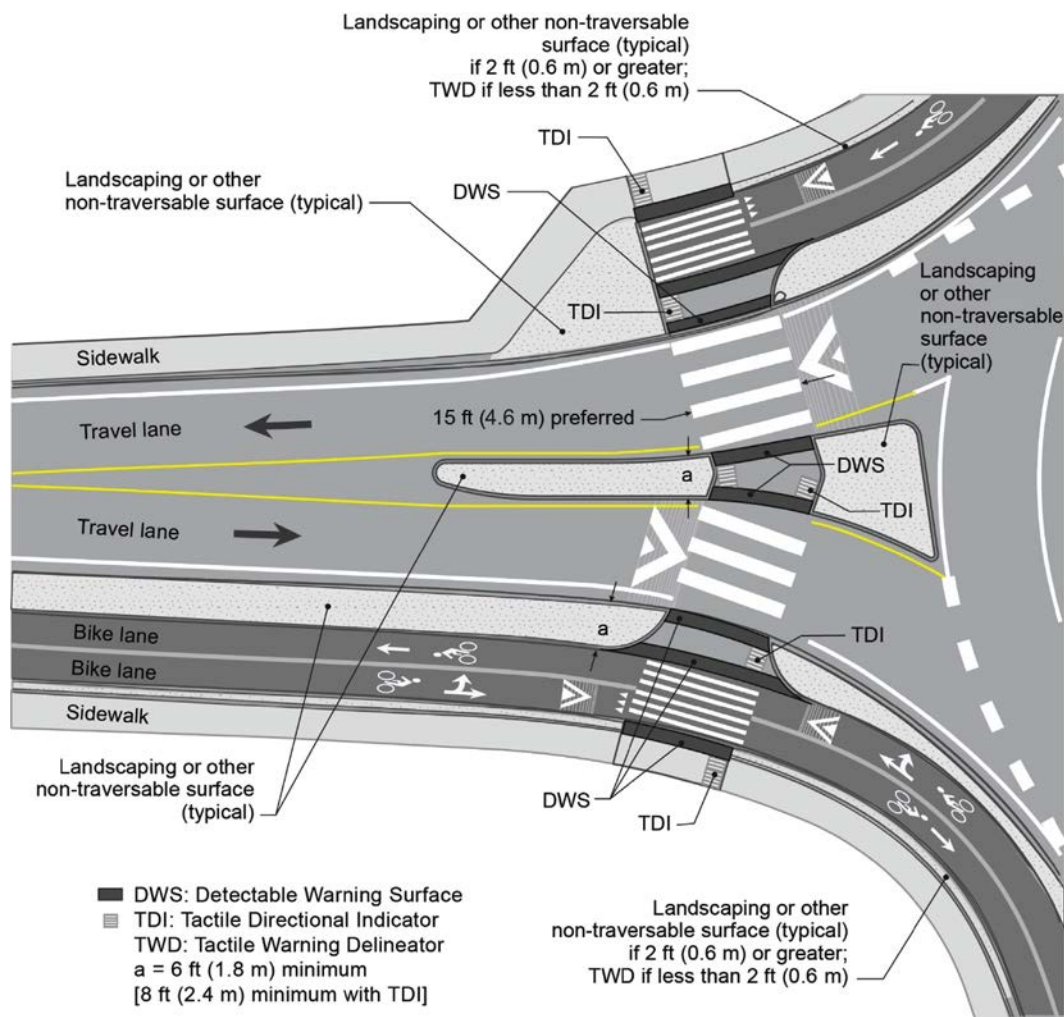 Landscaping or other non-traversable
surface (typical)
if 2 ft (0.6 m) or greater;
TWD if less than 2 ft (0.6 m)
TDI
Landscaping or other
non-traversable surface (typical)
DWS
TDI
Landscaping
or other
non-traversable
surface
(typical)
Sidewalk
15 ft (4.6 m) preferred
Travel lane
DWS
a
TDI
Travel lane
a
TDI
Bike lane
Bike lane
Sidewalk
Landscaping or other
non-traversable surface
(typical)
DWS
TDI
DWS: Detectable Warning Surface
TDI: Tactile Directional Indicator
TWD: Tactile Warning Delineator
a = 6 ft (1.8 m) minimum
[8 ft (2.4 m) minimum with TDI]
Landscaping or other
non-traversable surface (typical)
if 2 ft (0.6 m) or greater;
TWD if less than 2 ft (0.6 m)